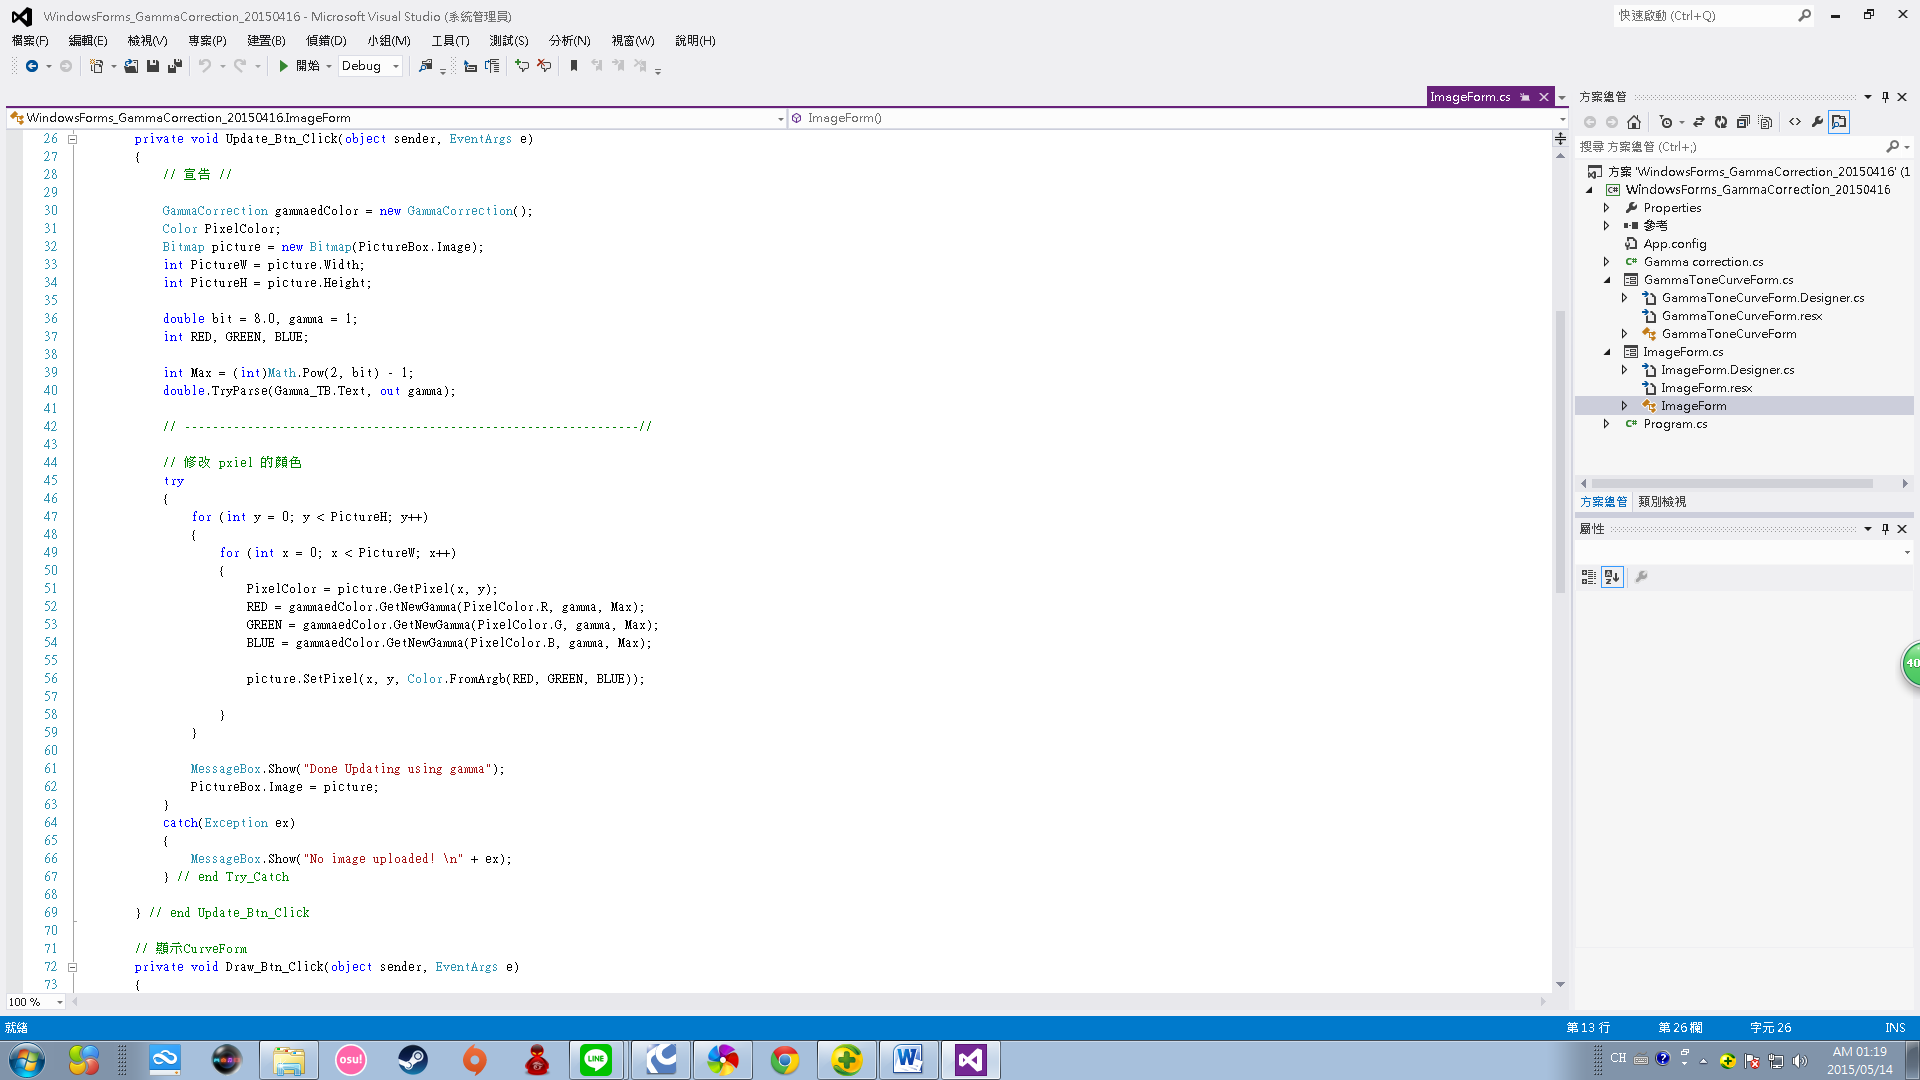 WindowsForms_GammaCorrection_20150416 - Microsoft Visual Studio (系統管理員)
快速啟動 (Ctrl+Q)
檔案(F) 編輯(E) 檢視(V) 專案(P) 建置(B) 偵錯(D) 小組(M) 工具(T) 測試(S) 分析(N) 視窗(W) 說明(H)
開始 Debug
ImageForm.cs
WindowsForms_GammaCorrection_20150416.ImageForm
ImageForm()
26 private void Update_Btn_Click(object sender, EventArgs e)
27 {
28 // 宣告 //
29
30 GammaCorrection gammaedColor = new GammaCorrection();
31 Color PixelColor;
32 Bitmap picture = new Bitmap(PictureBox.Image);
33 int PictureW = picture.Width;
34 int PictureH = picture.Height;
35
36 double bit = 8.0, gamma = 1;
37 int RED, GREEN, BLUE;
38
39 int Max = (int)Math.Pow(2, bit) - 1;
40 double.TryParse(Gamma_TB.Text, out gamma);
41
42 // -----------------------------------------------------------------//
43
44 // 修改 pxiel 的顏色
45 try
46 {
47 for (int y = 0; y < PictureH; y++)
48 {
49 for (int x = 0; x < PictureW; x++)
50 {
51 PixelColor = picture.GetPixel(x, y);
52 RED = gammaedColor.GetNewGamma(PixelColor.R, gamma, Max);
53 GREEN = gammaedColor.GetNewGamma(PixelColor.G, gamma, Max);
54 BLUE = gammaedColor.GetNewGamma(PixelColor.B, gamma, Max);
55
56 picture.SetPixel(x, y, Color.FromArgb(RED, GREEN, BLUE));
57
58 }
59 }
60
61 MessageBox.Show("Done Updating using gamma");
62 PictureBox.Image = picture;
63 }
64 catch(Exception ex)
65 {
66 MessageBox.Show("No image uploaded! \n" + ex);
67 } // end Try_Catch
68
69 } // end Update_Btn_Click
70
71 // 顯示CurveForm
72 private void Draw_Btn_Click(object sender, EventArgs e)
73 {
100 %
方案總管
搜尋 方案總管 (Ctrl+;)
方案 'WindowsForms_GammaCorrection_20150416' (1
WindowsForms_GammaCorrection_20150416
Properties
參考
App.config
Gamma correction.cs
GammaToneCurveForm.cs
GammaToneCurveForm.Designer.cs
GammaToneCurveForm.resx
GammaToneCurveForm
ImageForm.cs
ImageForm.Designer.cs
ImageForm.resx
ImageForm
Program.cs
方案總管 類別檢視
屬性
40
就緒
第 13 行 第 26 欄 字元 26 INS
osu!
LINE
CH
AM 01:19
2015/05/14